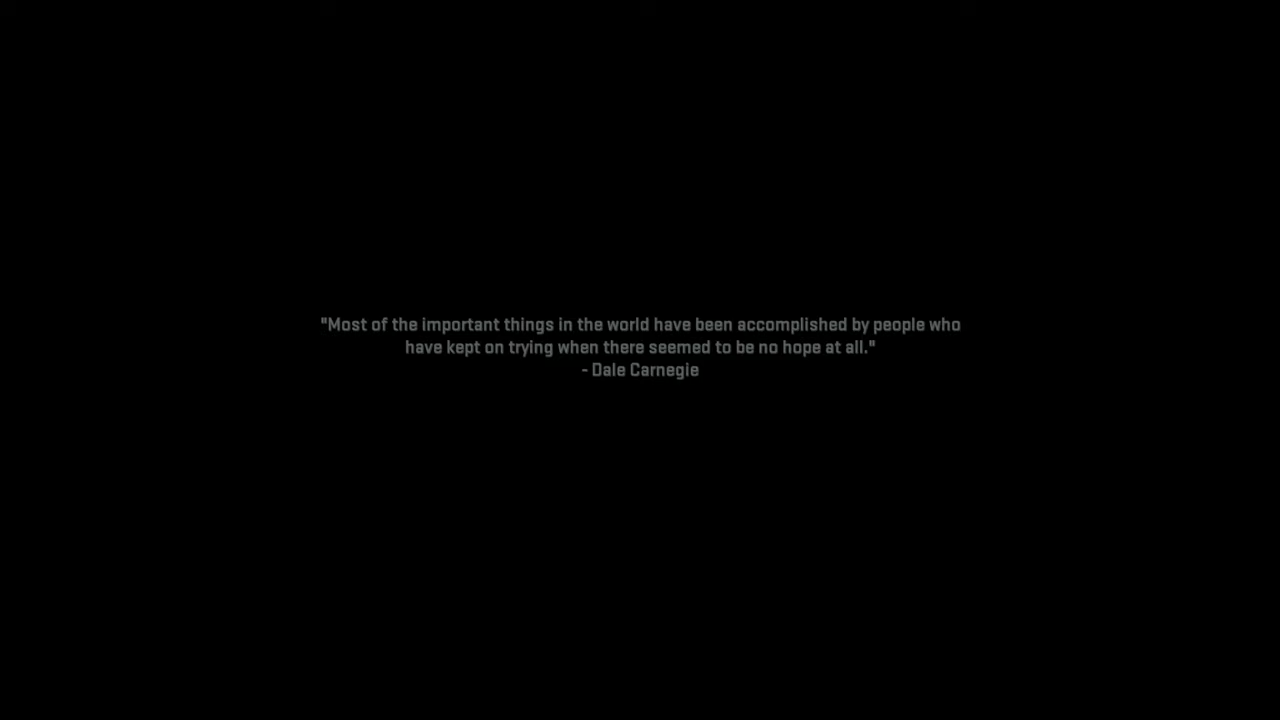 "Most of the important things in the world have been accomplished by people who
have kept on trying when there seemed to be no hope at all."
- Dale Carnegie